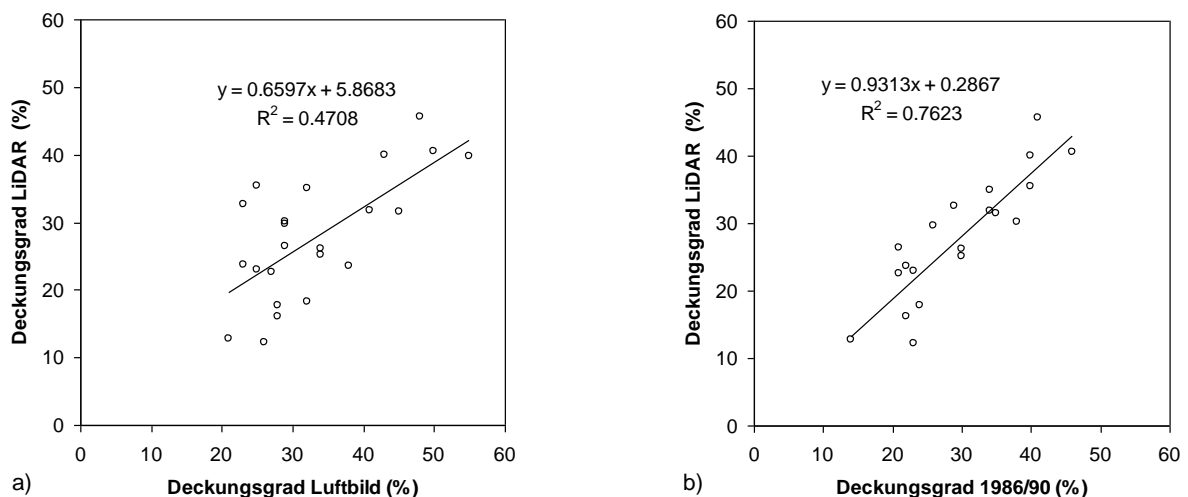 60
50
40
30
20
10
0
Deckungsgrad LiDAR (%)
y = 0.6597x + 5.8683
R² = 0.4708
0 10 20 30 40 50 60
a) Deckungsgrad Luftbild (%)
60
50
40
30
20
10
0
Deckungsgrad LiDAR (%)
y = 0.9313x + 0.2867
R² = 0.7623
0 10 20 30 40 50 60
b) Deckungsgrad 1986/90 (%)